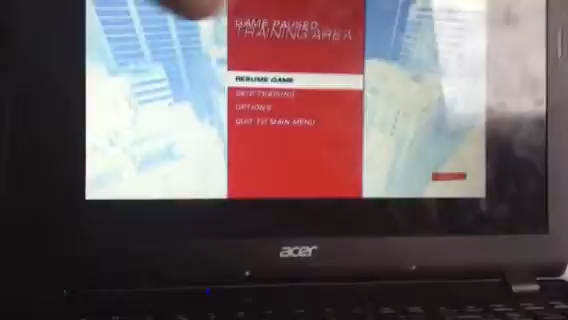 GAME PAUSED
TRAINING AREA
RESUME GAME
SKIP TRAINING
OPTIONS
QUIT TO MAIN MENU
acer